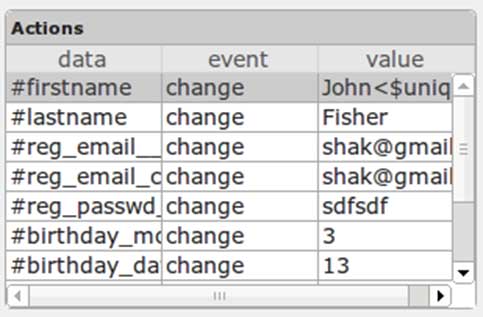 Actions
data event value
#firstname change John<$uniq
#lastname change Fisher
#reg_email__ change shak@gmail
#reg_email_c change shak@gmail
#reg_passwd_ change sdfsdf
#birthday_mo change 3
#birthday_da change 13